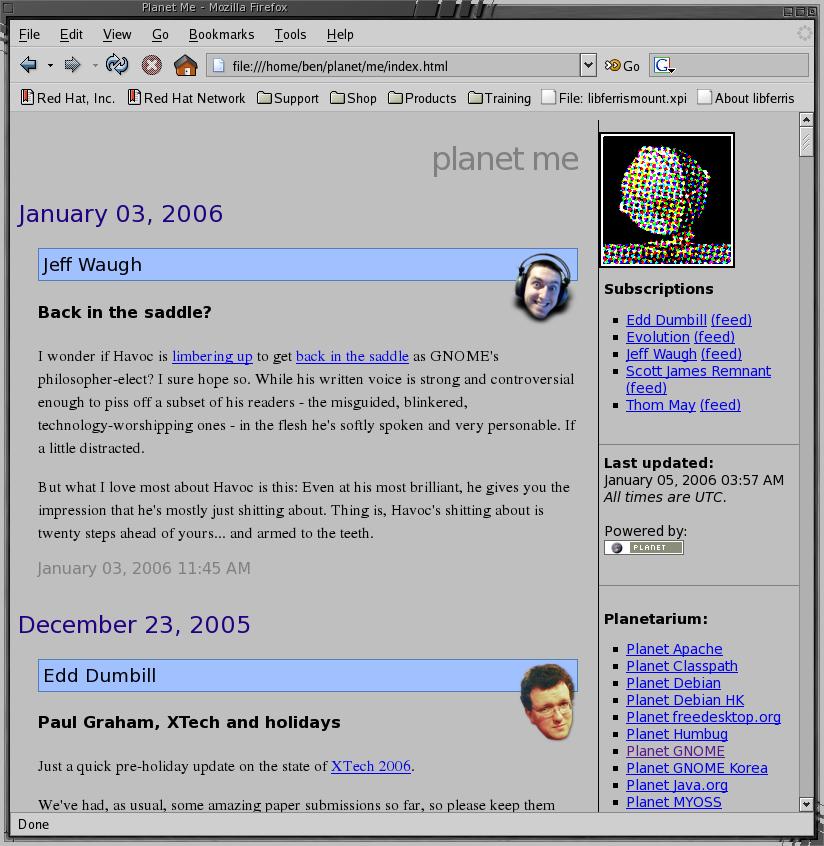 Planet Me - Mozilla Firefox
File Edit View Go Bookmarks Tools Help
file:///home/ben/planet/me/index.html Go G
Red Hat, Inc. Red Hat Network Support Shop Products Training File: libferrismount.xpi About libferris
planet me
January 03, 2006
Jeff Waugh
Back in the saddle?
I wonder if Havoc is limbering up to get back in the saddle as GNOME's
philosopher-elect? I sure hope so. While his written voice is strong and controversial
enough to piss off a subset of his readers - the misguided, blinkered,
technology-worshipping ones - in the flesh he's softly spoken and very personable. If
a little distracted.
But what I love most about Havoc is this: Even at his most brilliant, he gives you the
impression that he's mostly just shitting about. Thing is, Havoc's shitting about is
twenty steps ahead of yours... and armed to the teeth.
January 03, 2006 11:45 AM
December 23, 2005
Edd Dumbill
Paul Graham, XTech and holidays
Just a quick pre-holiday update on the state of XTech 2006.
We've had, as usual, some amazing paper submissions so far, so please keep them
Subscriptions
Edd Dumbill (feed)
Evolution (feed)
Jeff Waugh (feed)
Scott James Remnant
(feed)
Thom May (feed)
Last updated:
January 05, 2006 03:57 AM
All times are UTC.
Powered by:
PLANET
Planetarium:
Planet Apache
Planet Classpath
Planet Debian
Planet Debian HK
Planet freedesktop.org
Planet Humbug
Planet GNOME
Planet GNOME Korea
Planet Java.org
Planet MYOSS
Done